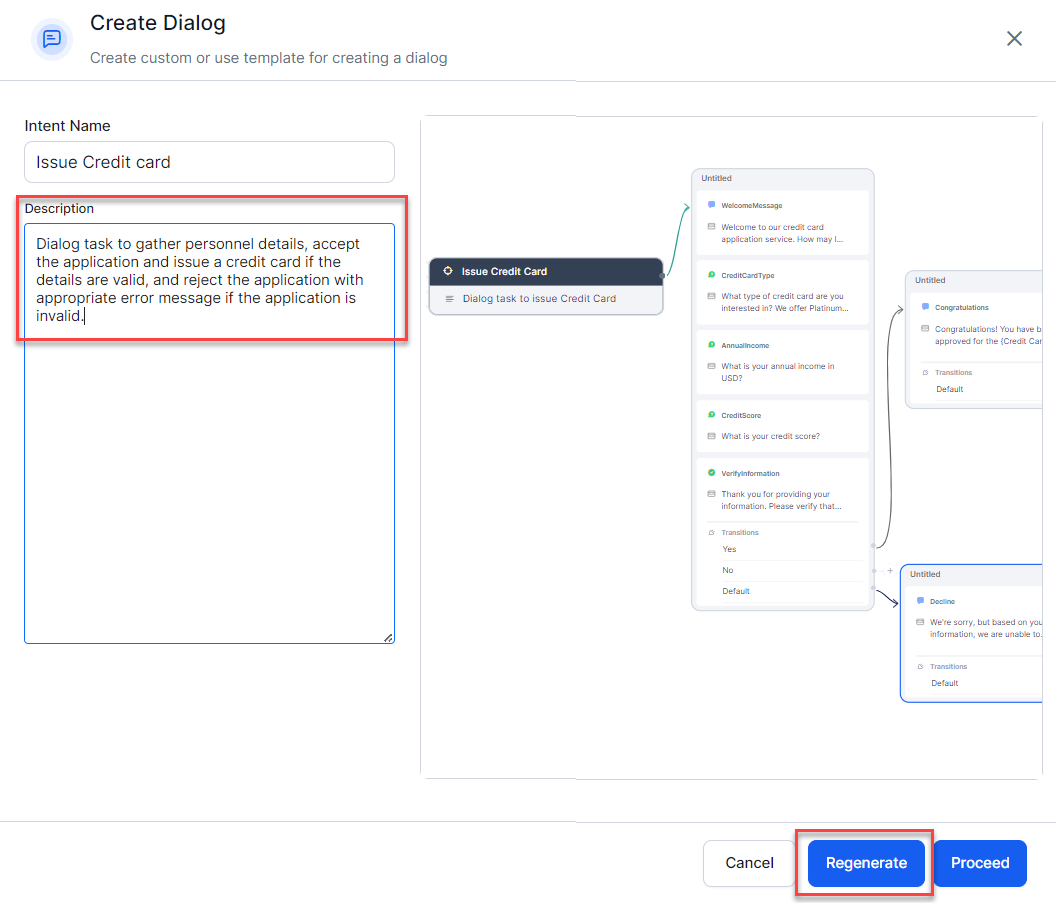 Create Dialog
Create custom or use template for creating a dialog
Intent Name
Issue Credit card
Description
Dialog task to gather personnel details, accept
the application and issue a credit card if the
details are valid, and reject the application with
appropriate error message if the application is
invalid.
Issue Credit Card
Dialog task to issue Credit Card
Untitled
WelcomeMessage
Welcome to our credit card
application service. How may I...
CreditCardType
What type of credit card are you
interested in? We offer Platinum...
AnnualIncome
What is your annual income in
USD?
CreditScore
What is your credit score?
VerifyInformation
Thank you for providing your
information. Please verify that...
Transitions
Yes
No
Default
Untitled
Congratulations
Congratulations! You have b
approved for the {Credit Car
Transitions
Default
Untitled
Decline
We're sorry, but based on you
information, we are unable to.
Transitions
Default
Cancel
Regenerate
Proceed